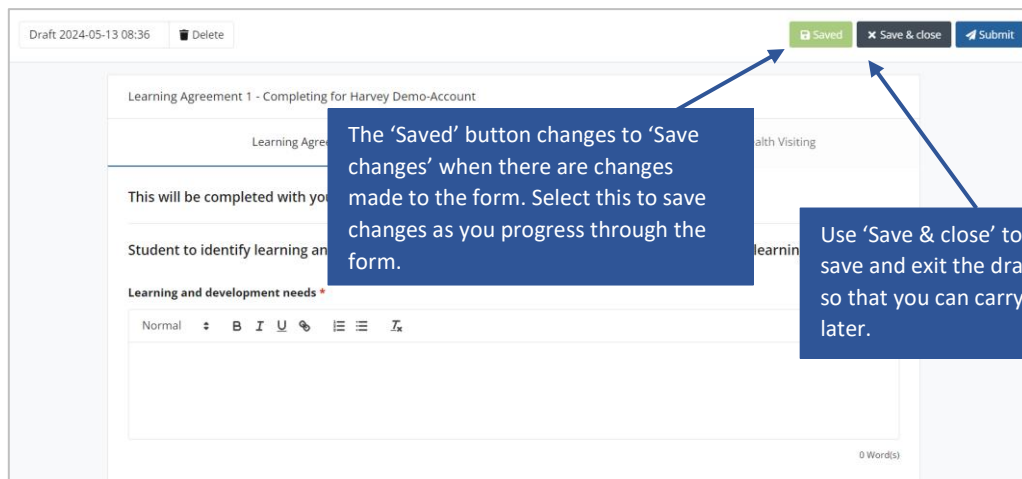 Draft 2024-05-13 08:36 Delete Saved Save & close Submit
Learning Agreement 1 - Completing for Harvey Demo-Account
Learning Agre alth Visiting
The ‘Saved’ button changes to ‘Save
changes’ when there are changes
made to the form. Select this to save
changes as you progress through the
form.
This will be completed with yo
Student to identify learning an learnin
Use ‘Save & close’ to
save and exit the dra
so that you can carry
later.
Learning and development needs *
Normal B I U Tx
0 Word(s)